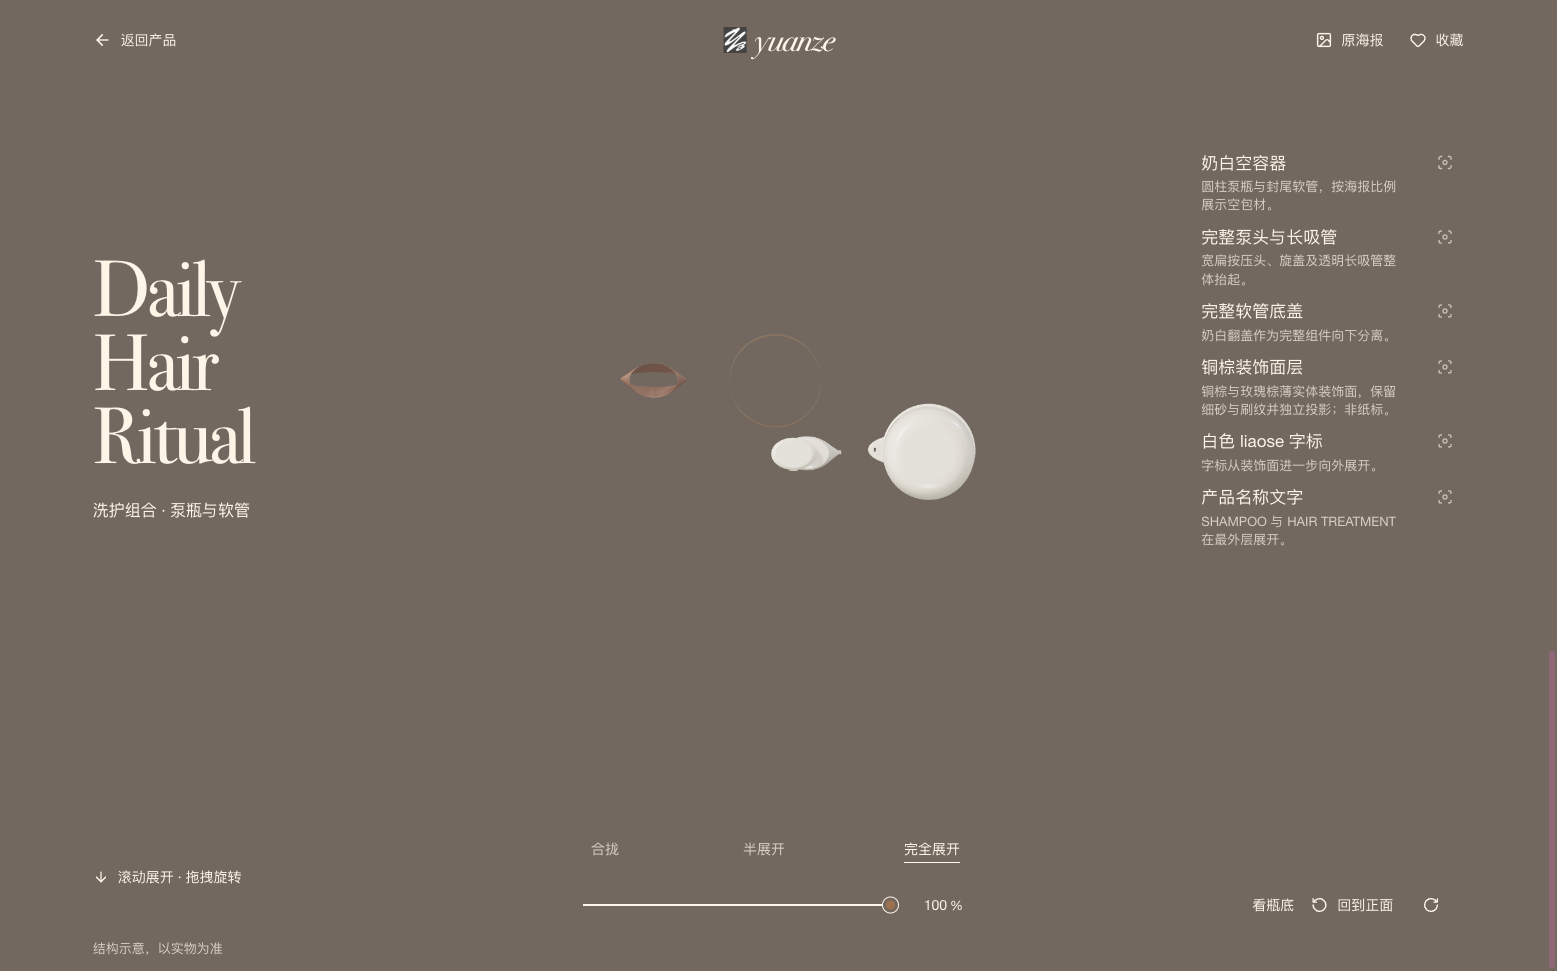 返回产品
yuanze
原海报
收藏
Daily
Hair
Ritual
洗护组合 · 泵瓶与软管
奶白空容器
圆柱泵瓶与封尾软管，按海报比例
展示空包材。
完整泵头与长吸管
宽扁按压头、旋盖及透明长吸管整
体抬起。
完整软管底盖
奶白翻盖作为完整组件向下分离。
铜棕装饰面层
铜棕与玫瑰棕薄实体装饰面，保留
细砂与刷纹并独立投影；非纸标。
白色 liaose 字标
字标从装饰面进一步向外展开。
产品名称文字
SHAMPOO 与 HAIR TREATMENT
在最外层展开。
合拢
半展开
完全展开
滚动展开 · 拖拽旋转
100 %
看瓶底
回到正面
结构示意，以实物为准